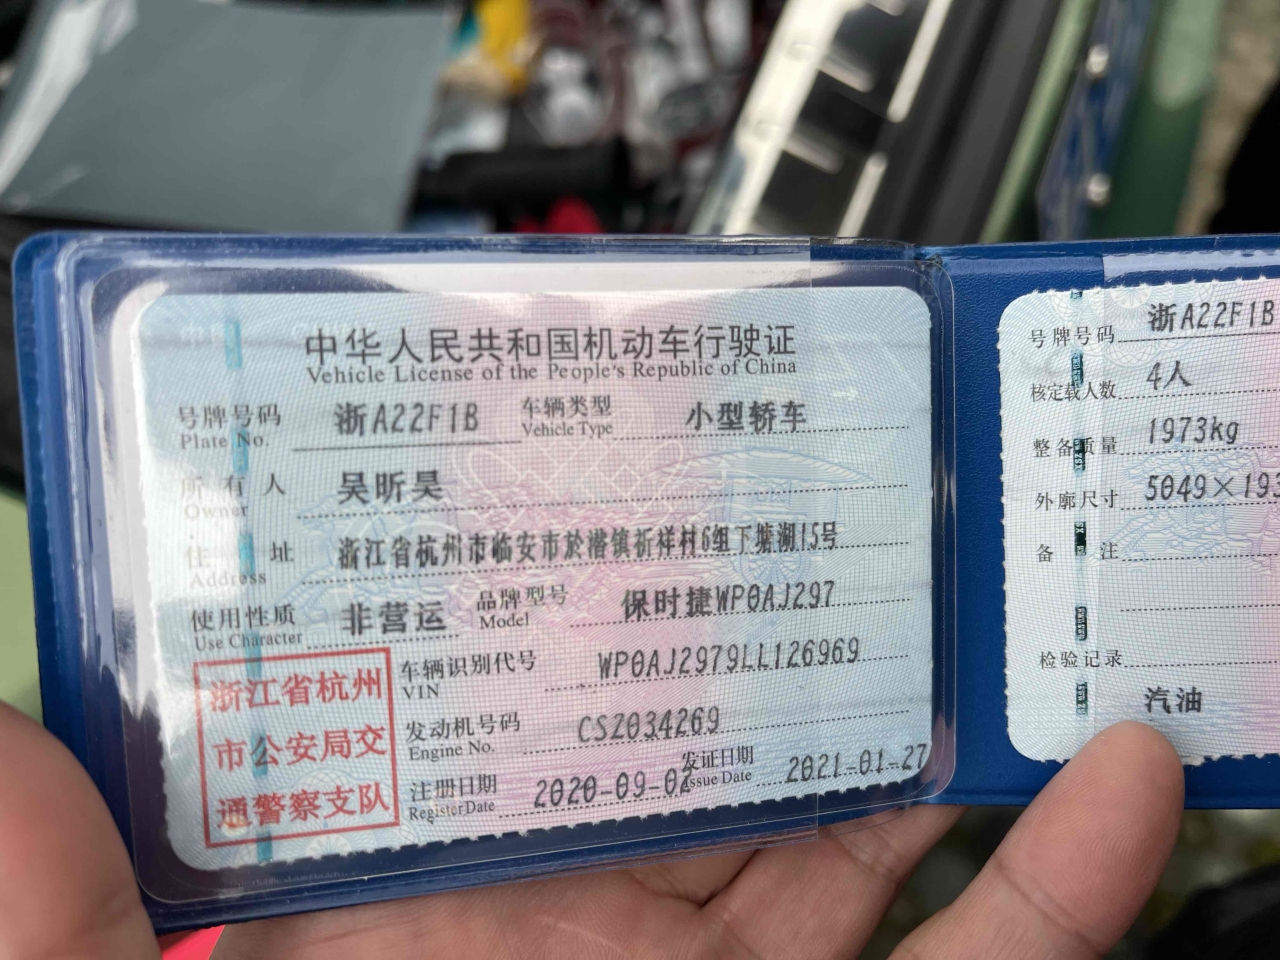 中华人民共和国机动车行驶证
Vehicle License of the People's Republic of China
号牌号码 浙A22F1B 车辆类型 小型轿车
Plate No. Vehicle Type
所有人 吴昕昊
Owner
住址 浙江省杭州市临安市於潜镇祈祥村6组下塘湖15号
Address
使用性质 非营运 品牌型号 保时捷WP0AJ297
Use Character Model
浙江省杭州
市公安局交
通警察支队
车辆识别代号 WP0AJ2979LL126969
VIN
发动机号码 CSZ034269
Engine No.
注册日期 2020-09-02 发证日期 2021-01-27
Register Date Issue Date
号牌号码 浙A22F1B
核定载人数 4人
整备质量 1973kg
外廓尺寸 5049×193
备注
检验记录
汽油